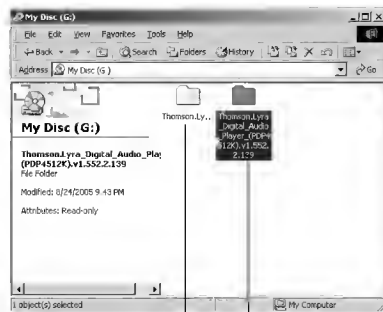 My Disc (G:)
File Edit View Favorites Tools Help
Back Search Folders History
Address My Disc (G:) Go
My Disc (G:)
Thomson.Lyra_Digital_Audio_Play
(PDP4512K).v1.552.2.139
File Folder
Modified: 8/24/2005 9:43 PM
Attributes: Read-only
Thomson.Ly...
Thomson.Lyra
_Digital_Audio
_Player_(PDP4
512K).v1.552.
2.139
1 object(s) selected My Computer